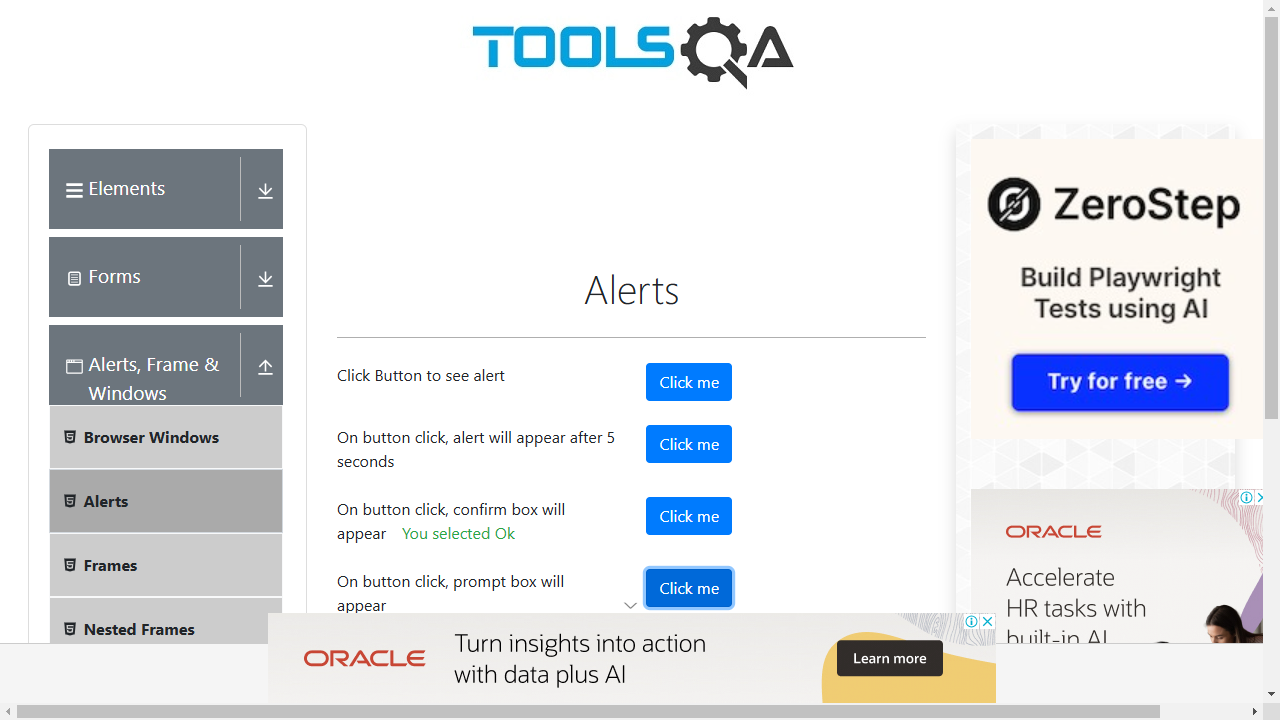 TOOLSQA
Elements
Forms
Alerts, Frame &
Windows
Browser Windows
Alerts
Frames
Nested Frames
Alerts
Click Button to see alert
Click me
On button click, alert will appear after 5
seconds
Click me
On button click, confirm box will
appear You selected Ok
Click me
On button click, prompt box will
appear
Click me
ZeroStep
Build Playwright
Tests using AI
Try for free →
ORACLE
Accelerate
HR tasks with
built-in AI
ORACLE
Turn insights into action
with data plus AI
Learn more